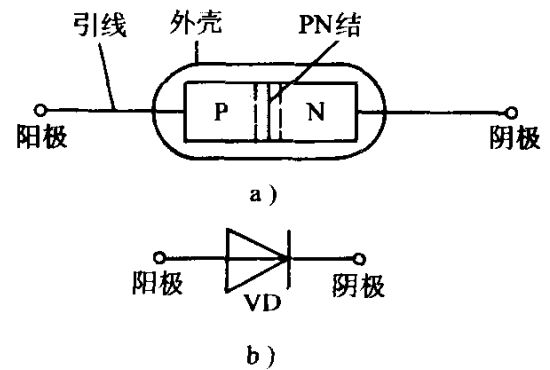 引线 外壳 PN结
P N
阳极 阴极
a)
阳极 VD 阴极
b)